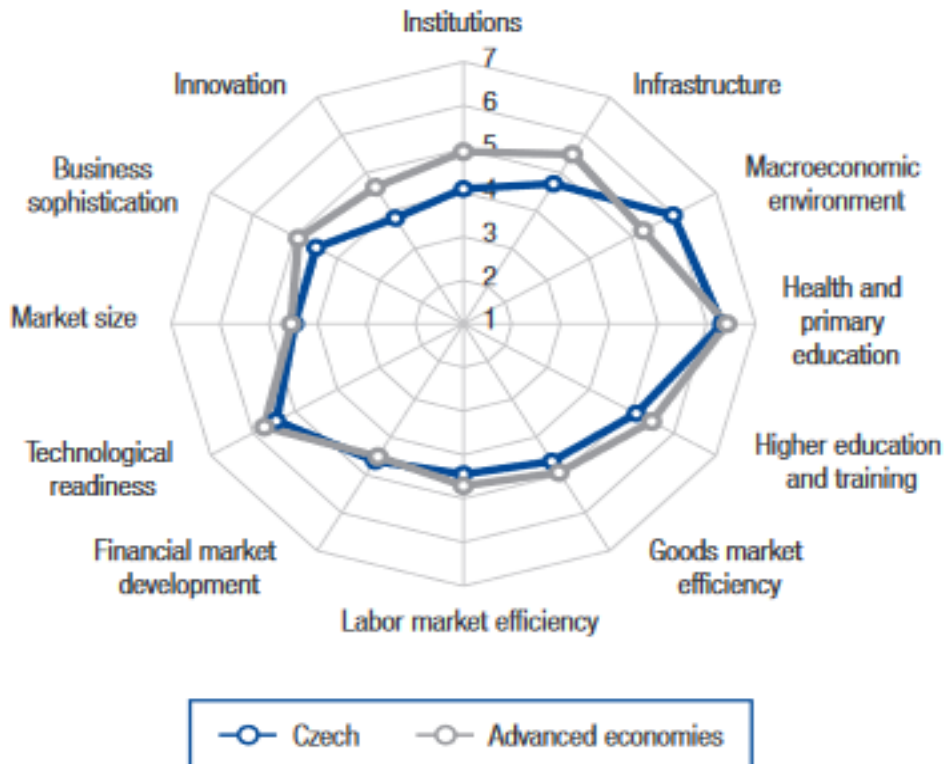 Institutions
7
6
5
4
3
2
1
Infrastructure
Macroeconomic
environment
Health and
primary
education
Higher education
and training
Goods market
efficiency
Labor market efficiency
Financial market
development
Technological
readiness
Market size
Business
sophistication
Innovation
Czech
Advanced economies